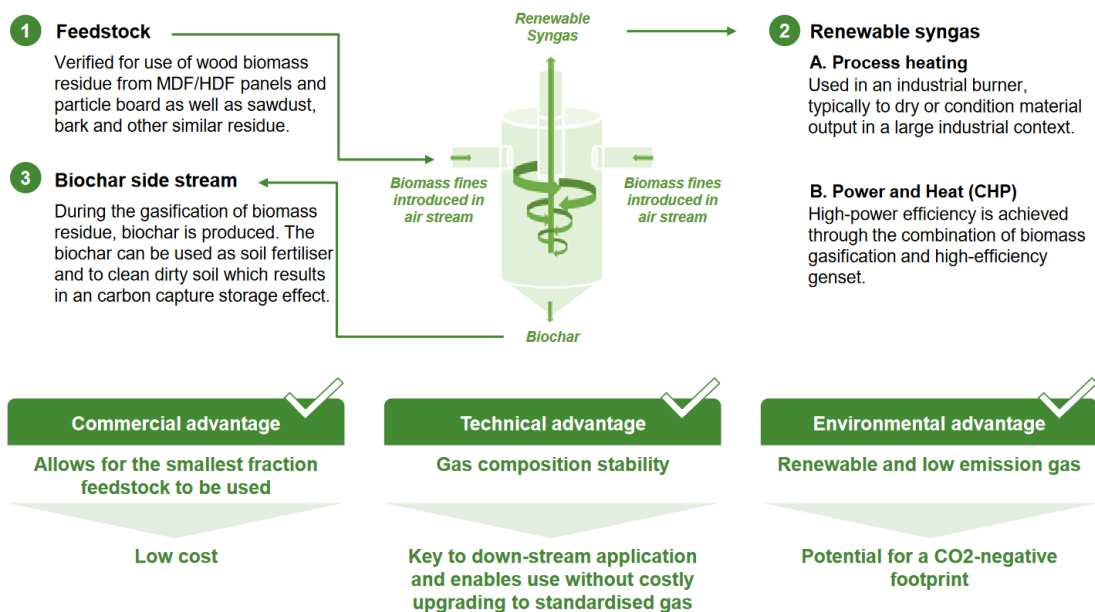 1 Feedstock
Verified for use of wood biomass
residue from MDF/HDF panels and
particle board as well as sawdust,
bark and other similar residue.
3 Biochar side stream
During the gasification of biomass
residue, biochar is produced. The
biochar can be used as soil fertiliser
and to clean dirty soil which results
in an carbon capture storage effect.
Renewable
Syngas
Biomass fines
introduced in
air stream
Biomass fines
introduced in
air stream
Biochar
2 Renewable syngas
A. Process heating
Used in an industrial burner,
typically to dry or condition material
output in a large industrial context.
B. Power and Heat (CHP)
High-power efficiency is achieved
through the combination of biomass
gasification and high-efficiency
genset.
Commercial advantage
Allows for the smallest fraction
feedstock to be used
Low cost
Technical advantage
Gas composition stability
Key to down-stream application
and enables use without costly
upgrading to standardised gas
Environmental advantage
Renewable and low emission gas
Potential for a CO2-negative
footprint